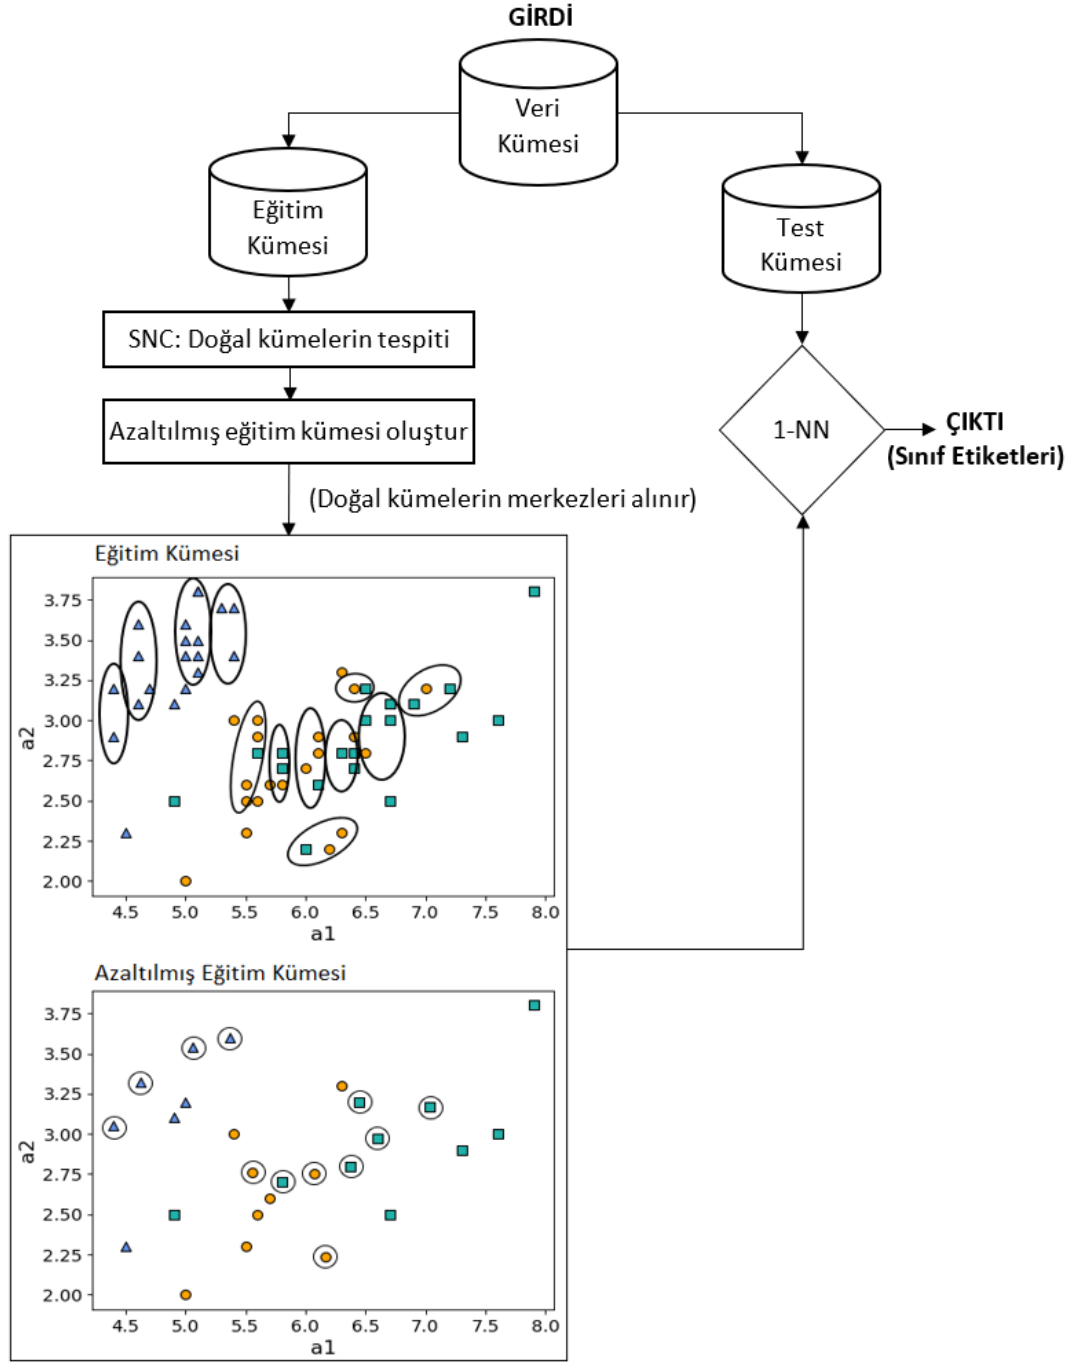 GİRDİ
Veri
Kümesi
Eğitim
Kümesi
Test
Kümesi
SNC: Doğal kümelerin tespiti
Azaltılmış eğitim kümesi oluştur
(Doğal kümelerin merkezleri alınır)
1-NN
ÇIKTI
(Sınıf Etiketleri)
Eğitim Kümesi
3.75
3.50
3.25
3.00
2.75
2.50
2.25
2.00
a2
4.5 5.0 5.5 6.0 6.5 7.0 7.5 8.0
a1
Azaltılmış Eğitim Kümesi
3.75
3.50
3.25
3.00
2.75
2.50
2.25
2.00
a2
4.5 5.0 5.5 6.0 6.5 7.0 7.5 8.0
a1